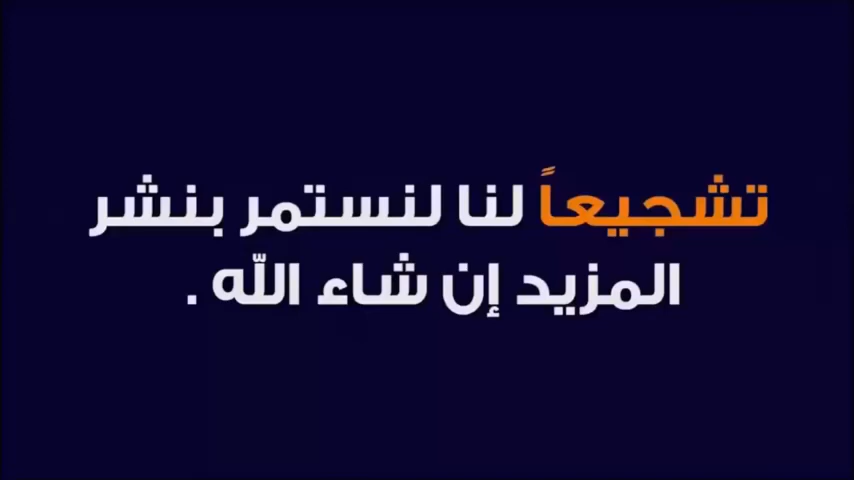 تشجيعاً لنا لنستمر بنشر
المزيد إن شاء الله .